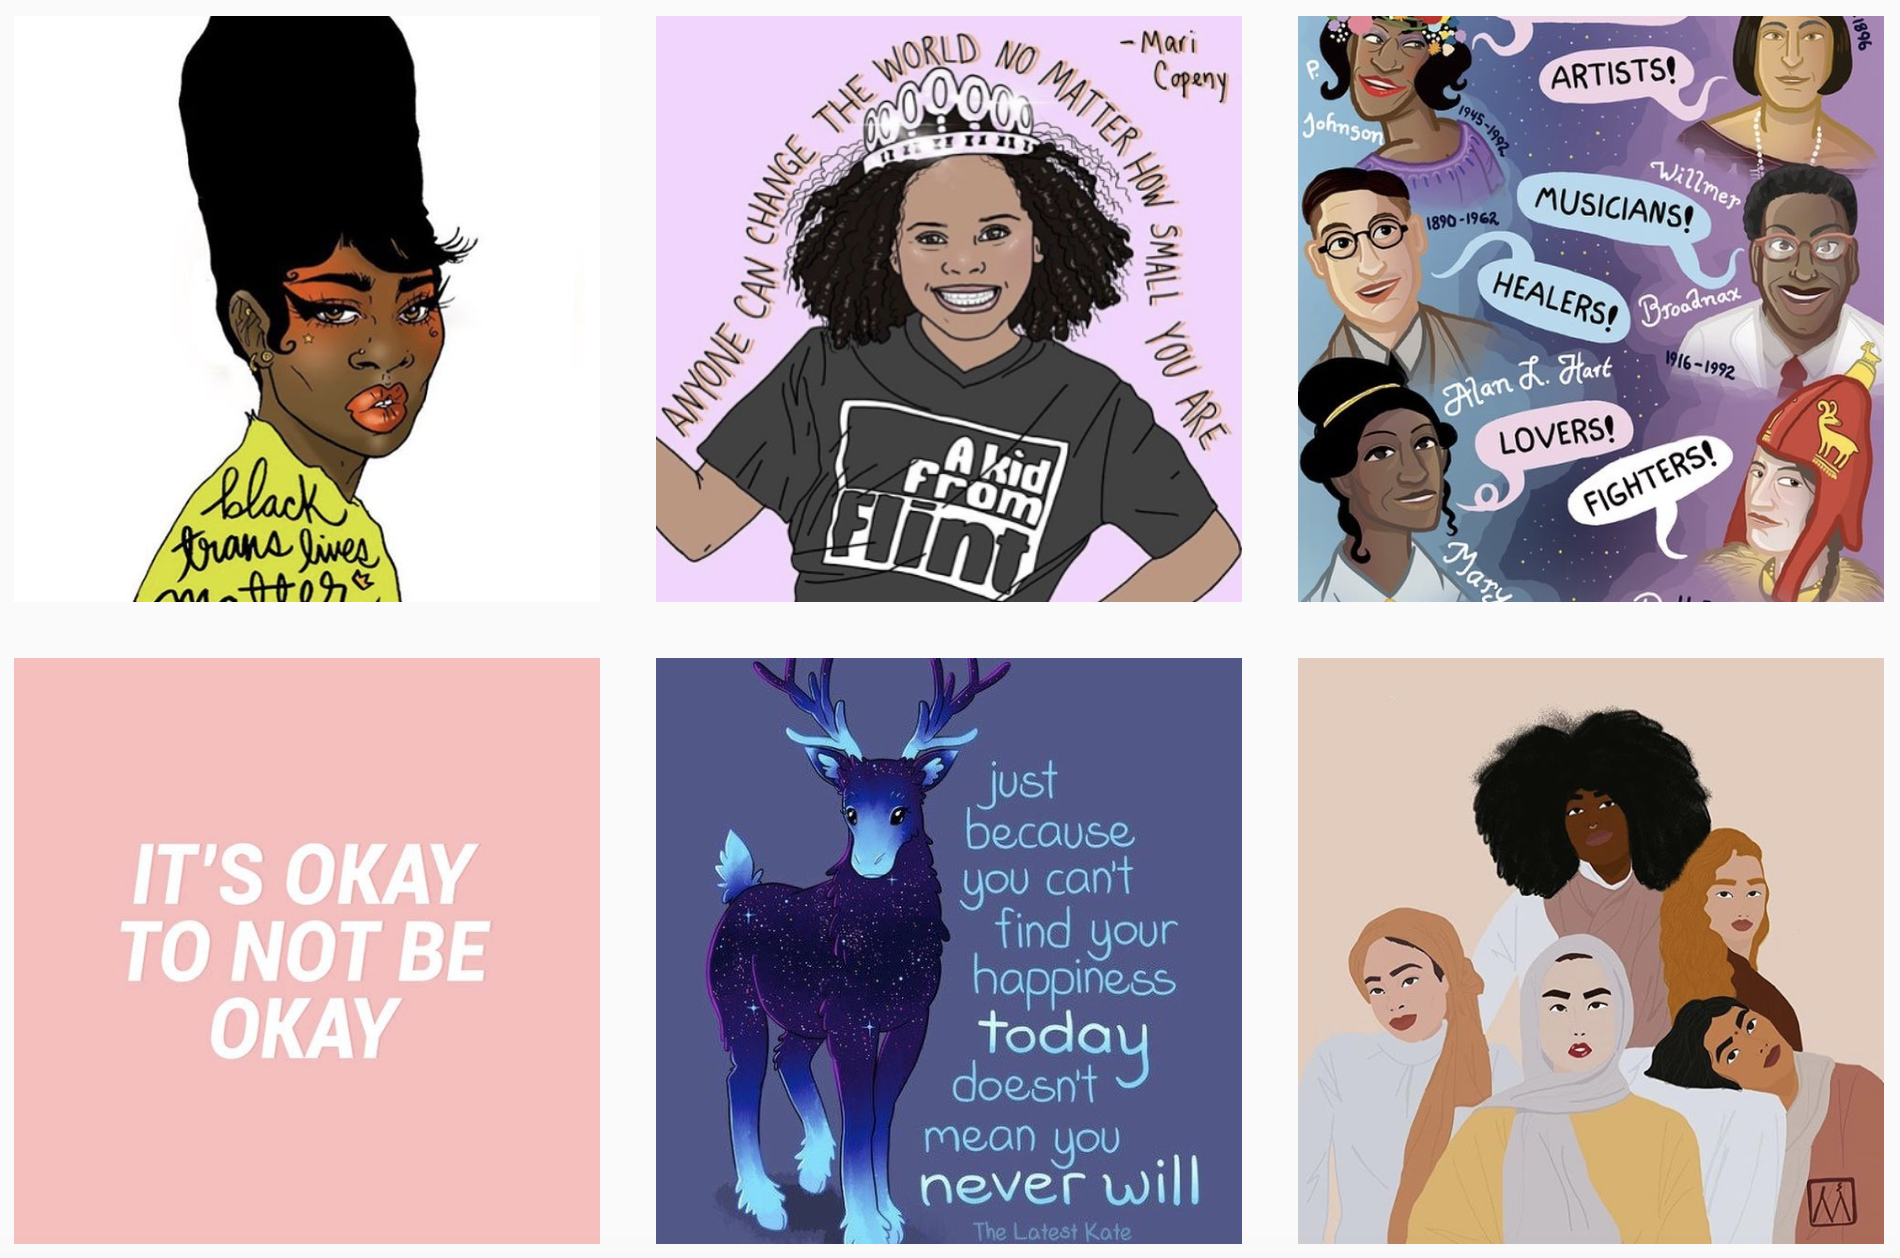 black
trans lives
matter
ANYONE CAN CHANGE THE WORLD NO MATTER HOW SMALL YOU ARE
-Mari
Copeny
A kid
from
Flint
P.
Johnson
1945-1992
ARTISTS!
1896
Willmer
MUSICIANS!
1890-1962
HEALERS!
Broadnax
1916-1992
Alan L. Hart
LOVERS!
FIGHTERS!
Mary
IT'S OKAY
TO NOT BE
OKAY
just
because
you can't
find your
happiness
today
doesn't
mean you
never will
The Latest Kate